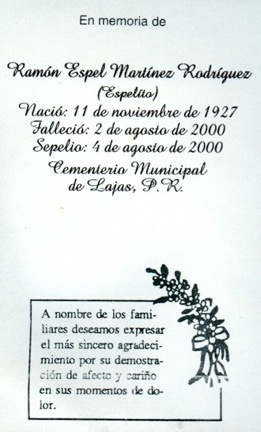 En memoria de
Ramón Espel Martínez Rodríguez
(Espelito)
Nació: 11 de noviembre de 1927
Falleció: 2 de agosto de 2000
Sepelio: 4 de agosto de 2000
Cementerio Municipal
de Lajas, P.R.
A nombre de los fami-
liares deseamos expresar
el más sincero agradeci-
miento por su demostra-
ción de afecto y cariño
en sus momentos de do-
lor.